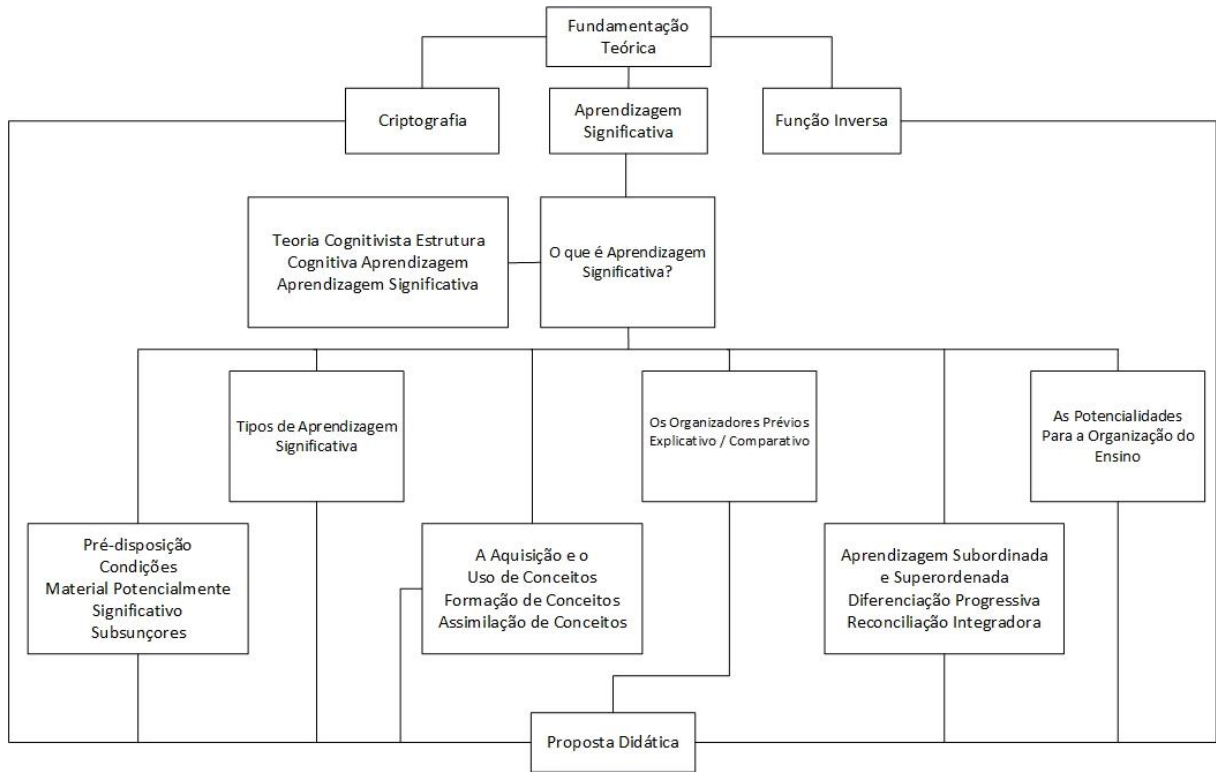 Fundamentação
Teórica
Criptografia
Aprendizagem
Significativa
Função Inversa
Teoria Cognitivista Estrutura
Cognitiva Aprendizagem
Aprendizagem Significativa
O que é Aprendizagem
Significativa?
Tipos de Aprendizagem
Significativa
Os Organizadores Prévios
Explicativo / Comparativo
As Potencialidades
Para a Organização do
Ensino
Pré-disposição
Condições
Material Potencialmente
Significativo
Subsunçores
A Aquisição e o
Uso de Conceitos
Formação de Conceitos
Assimilação de Conceitos
Aprendizagem Subordinada
e Superordenada
Diferenciação Progressiva
Reconciliação Integradora
Proposta Didática